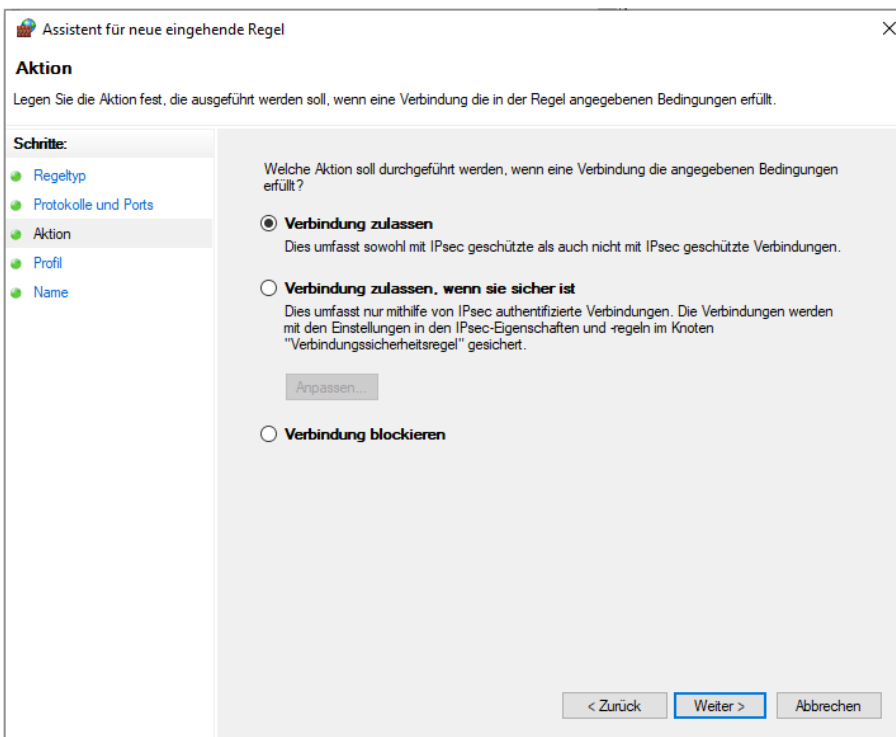 Assistent für neue eingehende Regel
Aktion
Legen Sie die Aktion fest, die ausgeführt werden soll, wenn eine Verbindung die in der Regel angegebenen Bedingungen erfüllt.
Schritte:
Regeltyp
Protokolle und Ports
Aktion
Profil
Name
Welche Aktion soll durchgeführt werden, wenn eine Verbindung die angegebenen Bedingungen
erfüllt?
Verbindung zulassen
Dies umfasst sowohl mit IPsec geschützte als auch nicht mit IPsec geschützte Verbindungen.
Verbindung zulassen, wenn sie sicher ist
Dies umfasst nur mithilfe von IPsec authentifizierte Verbindungen. Die Verbindungen werden
mit den Einstellungen in den IPsec-Eigenschaften und -regeln im Knoten
"Verbindungssicherheitsregel" gesichert.
Anpassen...
Verbindung blockieren
< Zurück
Weiter >
Abbrechen